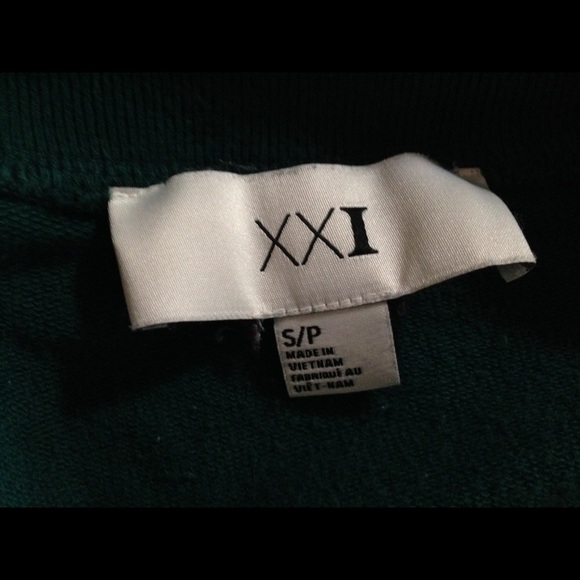 XXI
S/P
MADE IN
VIETNAM
FABRIQUÉ AU
VIÊT-NAM